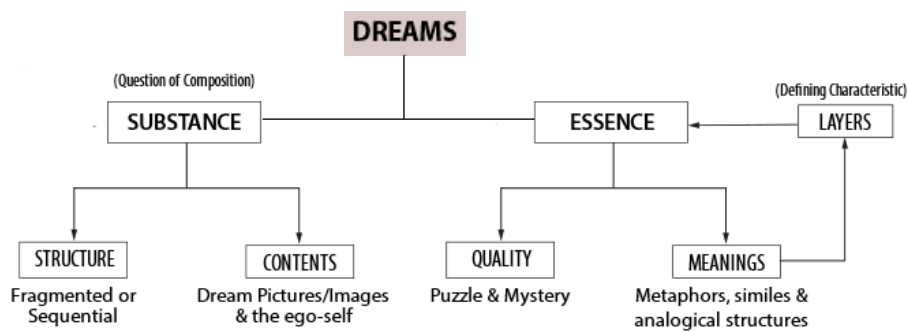 DREAMS
(Question of Composition)
(Defining Characteristic)
SUBSTANCE
ESSENCE
LAYERS
STRUCTURE
CONTENTS
QUALITY
MEANINGS
Fragmented or
Sequential
Dream Pictures/Images
& the ego-self
Puzzle & Mystery
Metaphors, similes &
analogical structures